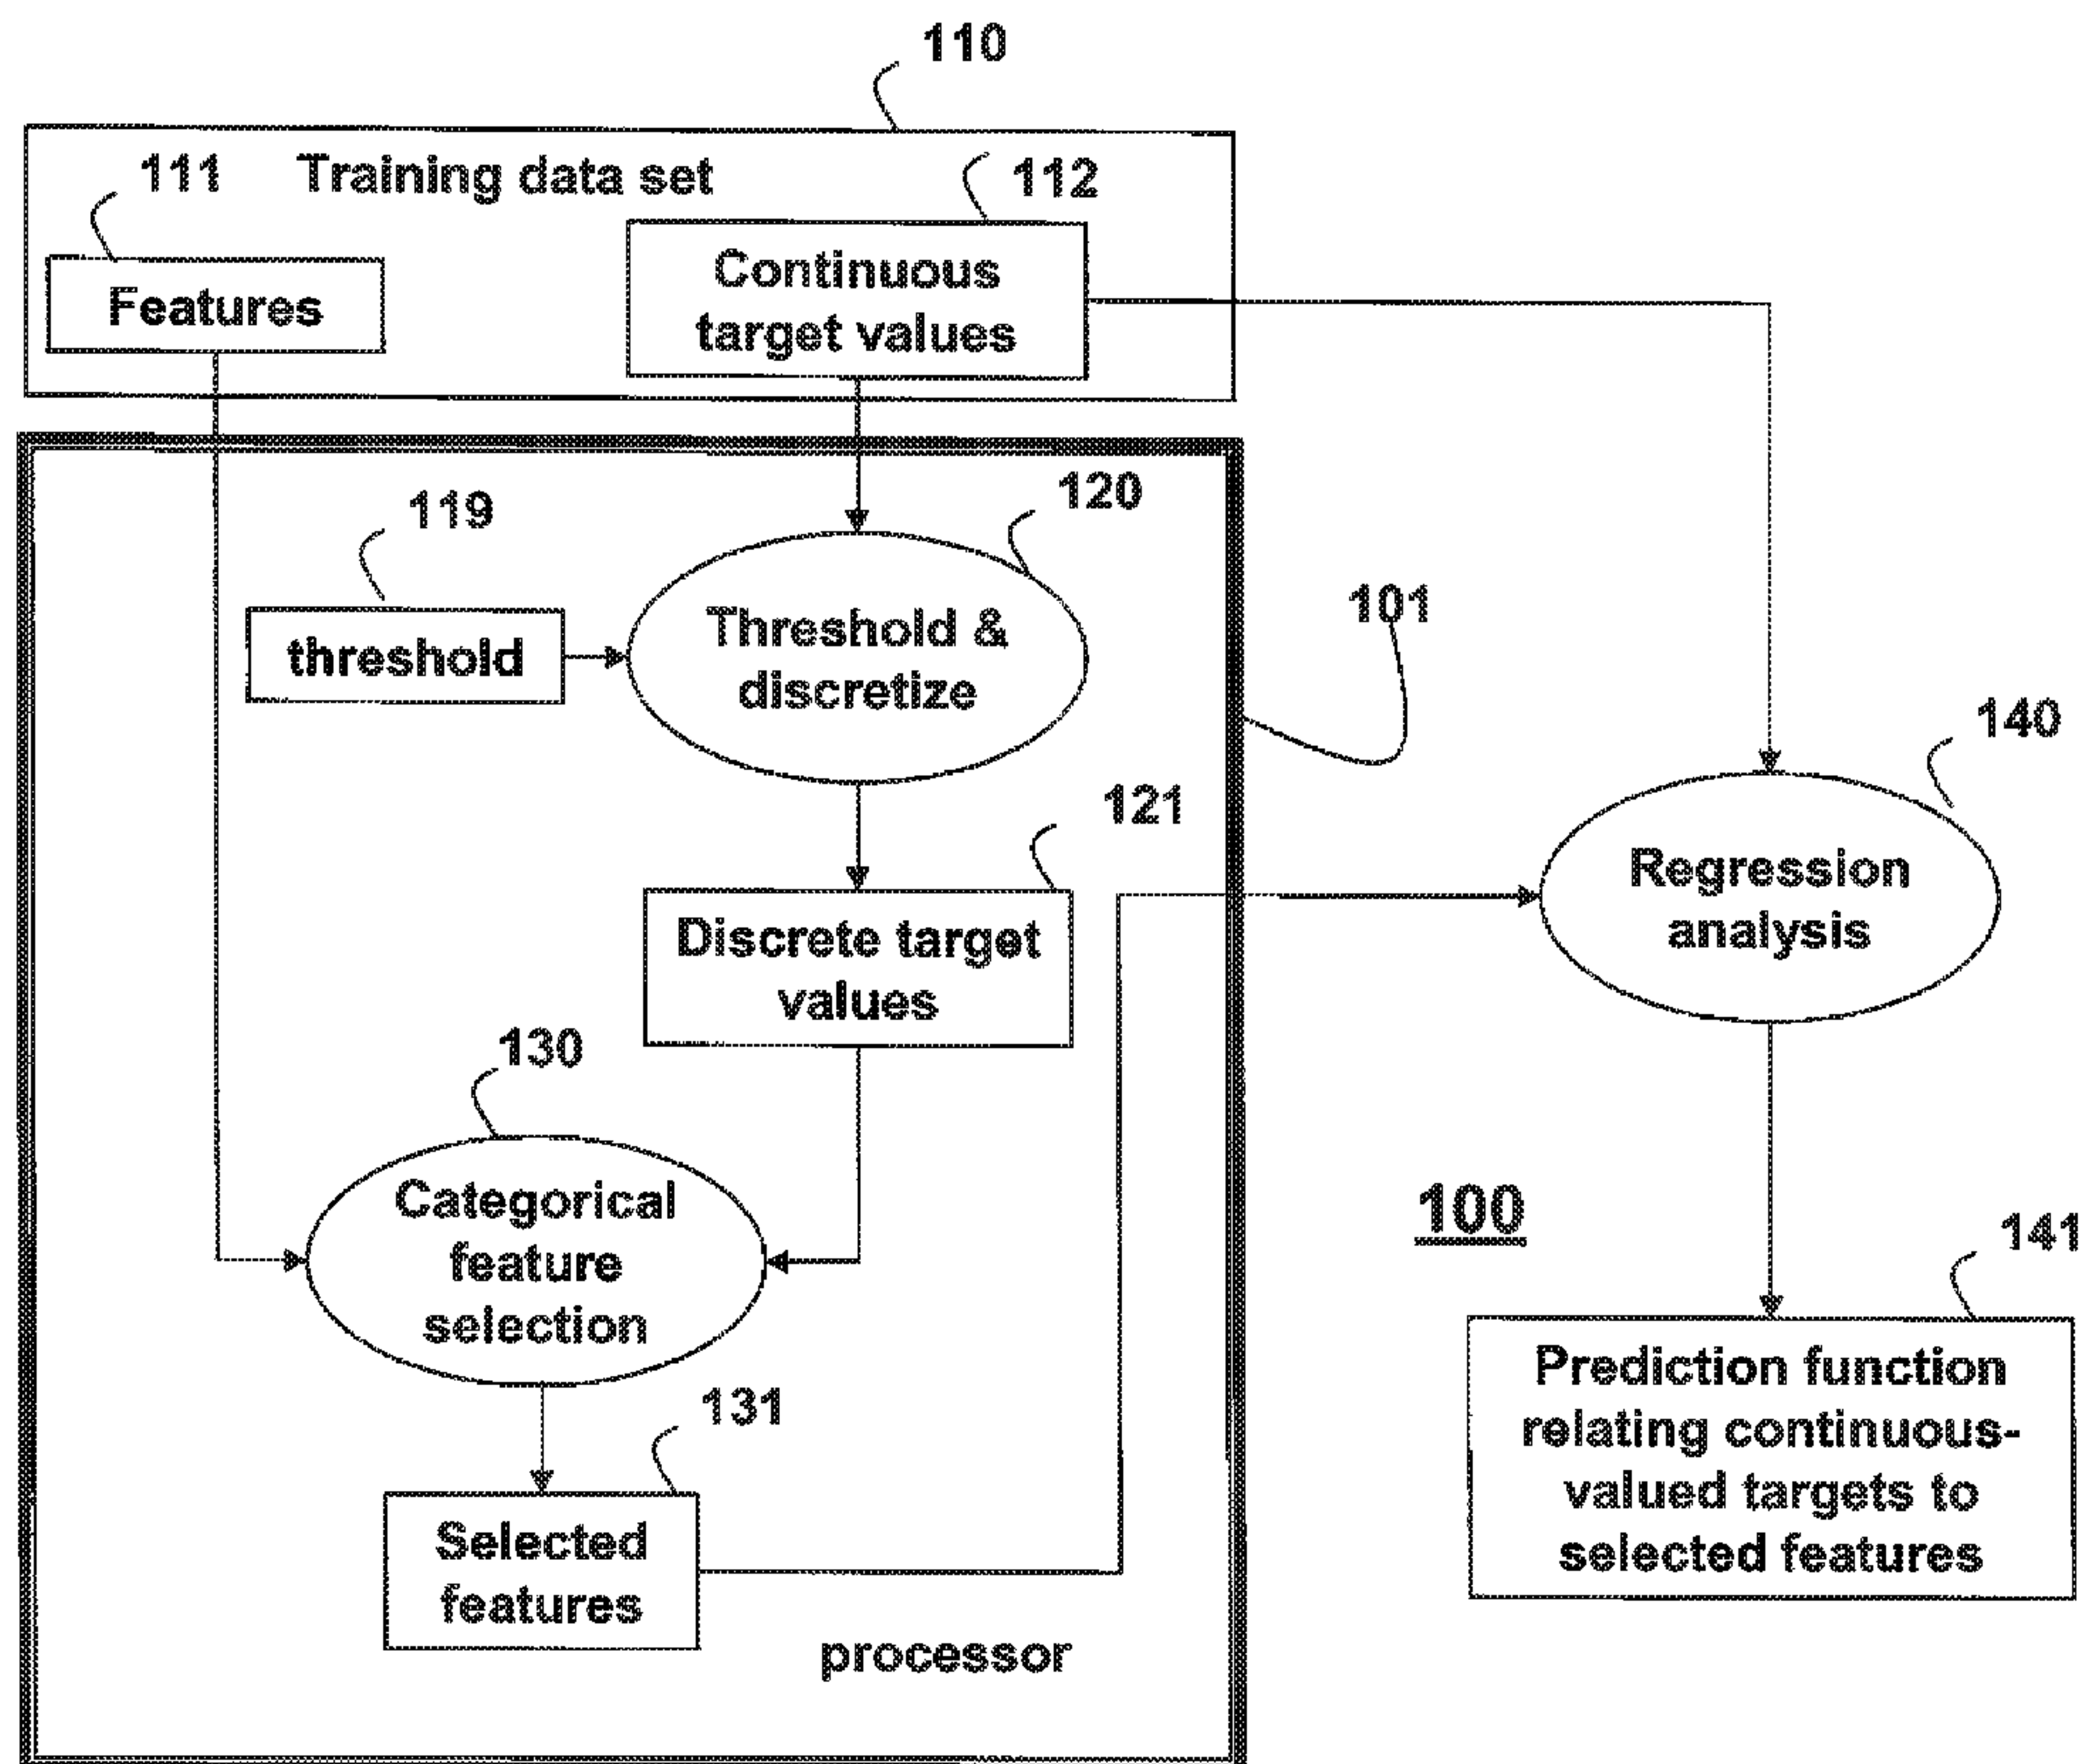 110
111
Training data set
112
Features
Continuous
target values
119
120
threshold
Threshold &
discretize
101
140
121
Regression
analysis
Discrete target
values
130
Categorical
feature
selection
100
141
131
Prediction function
relating continuous-
valued targets to
selected features
Selected
features
processor